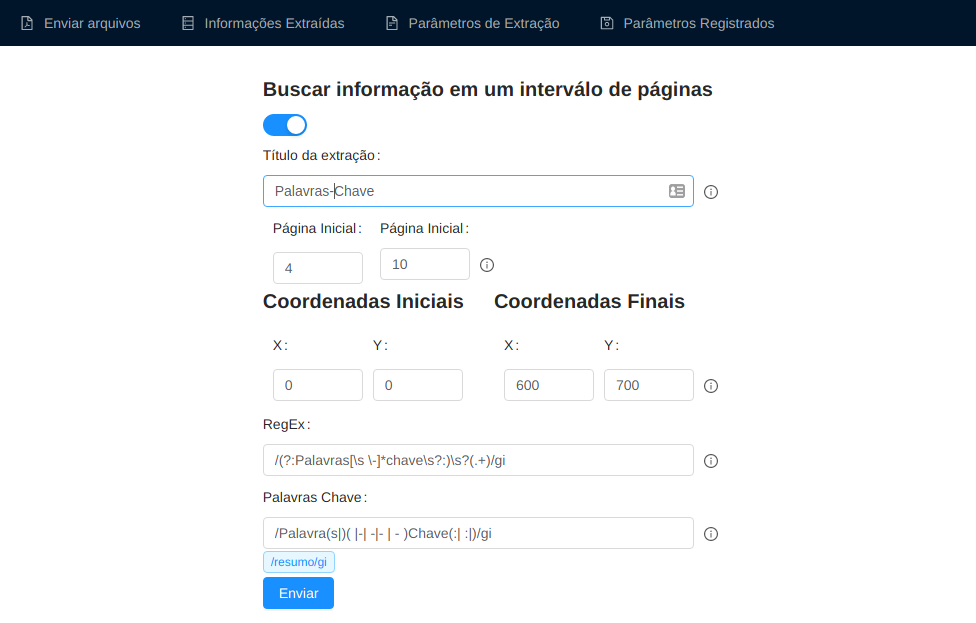 Enviar arquivos Informações Extraídas Parâmetros de Extração Parâmetros Registrados
Buscar informação em um interválo de páginas
Título da extração:
Palavras-Chave
Página Inicial: Página Inicial:
4 10
Coordenadas Iniciais Coordenadas Finais
X: Y: X: Y:
0 0 600 700
RegEx:
/(?:Palavras[\s \-]*chave\s?:)\s?(.+)/gi
Palavras Chave:
/Palavra(s|)( |-| -|- | - )Chave(:| :|)/gi
/resumo/gi
Enviar